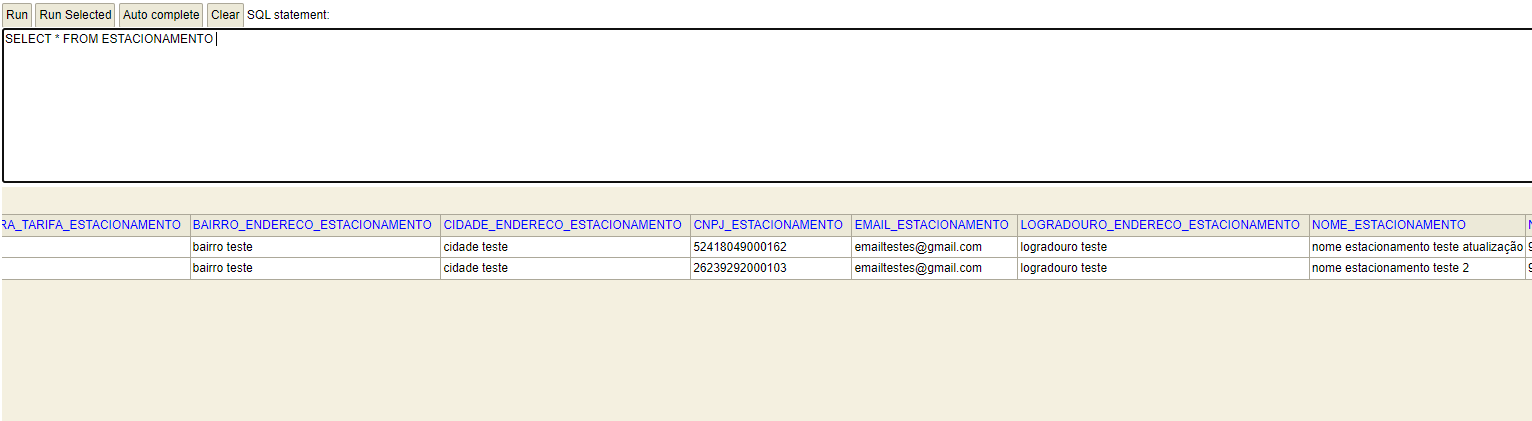 Run Run Selected Auto complete Clear SQL statement:
SELECT * FROM ESTACIONAMENTO
RA_TARIFA_ESTACIONAMENTO BAIRRO_ENDERECO_ESTACIONAMENTO CIDADE_ENDERECO_ESTACIONAMENTO CNPJ_ESTACIONAMENTO EMAIL_ESTACIONAMENTO LOGRADOURO_ENDERECO_ESTACIONAMENTO NOME_ESTACIONAMENTO
bairro teste cidade teste 52418049000162 emailtestes@gmail.com logradouro teste nome estacionamento teste atualização 9
bairro teste cidade teste 26239292000103 emailtestes@gmail.com logradouro teste nome estacionamento teste 2 9